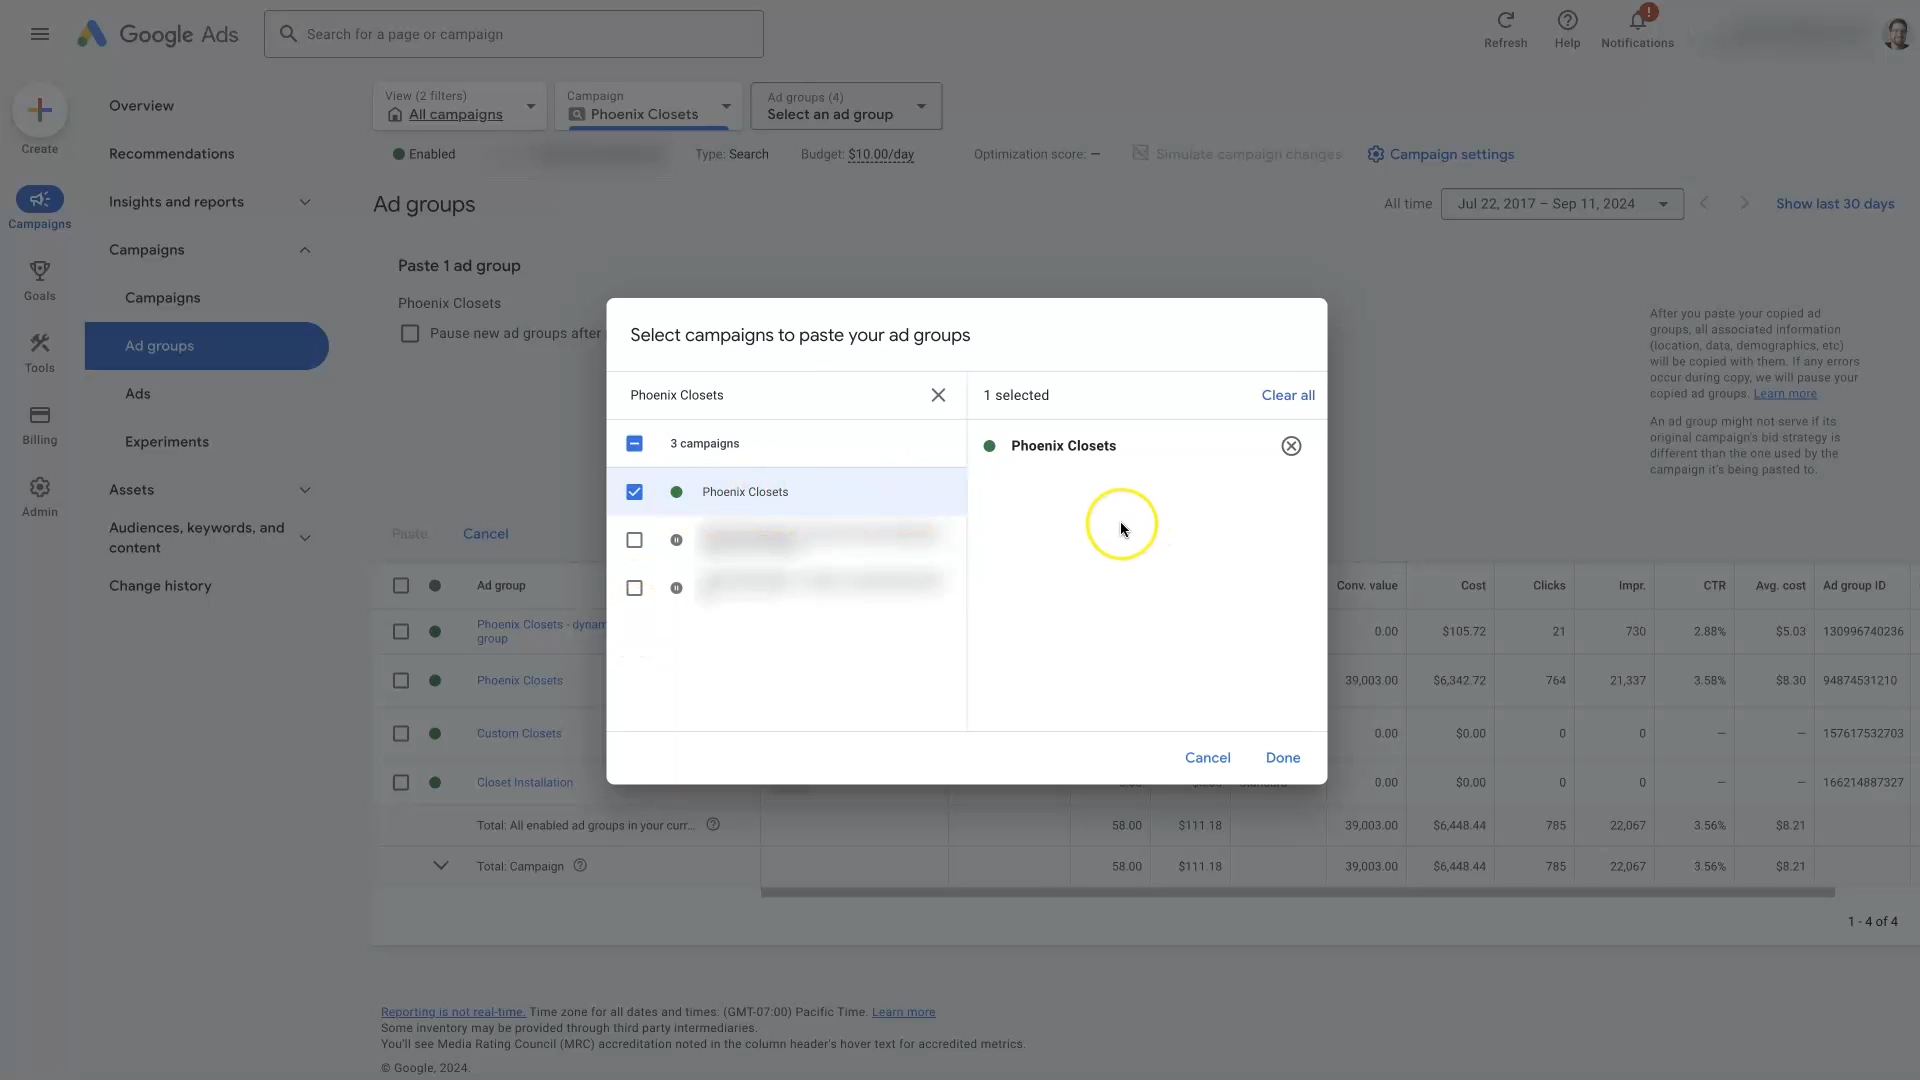 Google Ads
Search for a page or campaign
Refresh
Help
Notifications
!
Create
Campaigns
Goals
Tools
Billing
Admin
Overview
Recommendations
Insights and reports
Campaigns
Campaigns
Ad groups
Ads
Experiments
Assets
Audiences, keywords, and
content
Change history
View (2 filters)
All campaigns
Campaign
Phoenix Closets
Ad groups (4)
Select an ad group
Enabled
Type: Search
Budget: $10.00/day
Optimization score: —
Simulate campaign changes
Campaign settings
Ad groups
All time
Jul 22, 2017 – Sep 11, 2024
Show last 30 days
Paste 1 ad group
Phoenix Closets
Pause new ad groups after
Paste
Cancel
After you paste your copied ad
groups, all associated information
(location, data, demographics, etc)
will be copied with them. If any errors
occur during copy, we will pause your
copied ad groups. Learn more
An ad group might not serve if its
original campaign's bid strategy is
different than the one used by the
campaign it's being pasted to.
Select campaigns to paste your ad groups
Phoenix Closets
1 selected
Clear all
3 campaigns
Phoenix Closets
Phoenix Closets
Cancel
Done
Ad group Conv. value Cost Clicks Impr. CTR Avg. cost Ad group ID
Phoenix Closets - dynam
group
0.00 $105.72 21 730 2.88% $5.03 130996740236
Phoenix Closets 39,003.00 $6,342.72 764 21,337 3.58% $8.30 94874531210
Custom Closets 0.00 $0.00 0 0 — — 157617532703
Closet Installation 0.00 $0.00 0 0 — — 166214887327
Total: All enabled ad groups in your curr... 58.00 $111.18 39,003.00 $6,448.44 785 22,067 3.56% $8.21
Total: Campaign 58.00 $111.18 39,003.00 $6,448.44 785 22,067 3.56% $8.21
1 - 4 of 4
Reporting is not real-time. Time zone for all dates and times: (GMT-07:00) Pacific Time. Learn more
Some inventory may be provided through third party intermediaries.
You'll see Media Rating Council (MRC) accreditation noted in the column header's hover text for accredited metrics.
© Google, 2024.